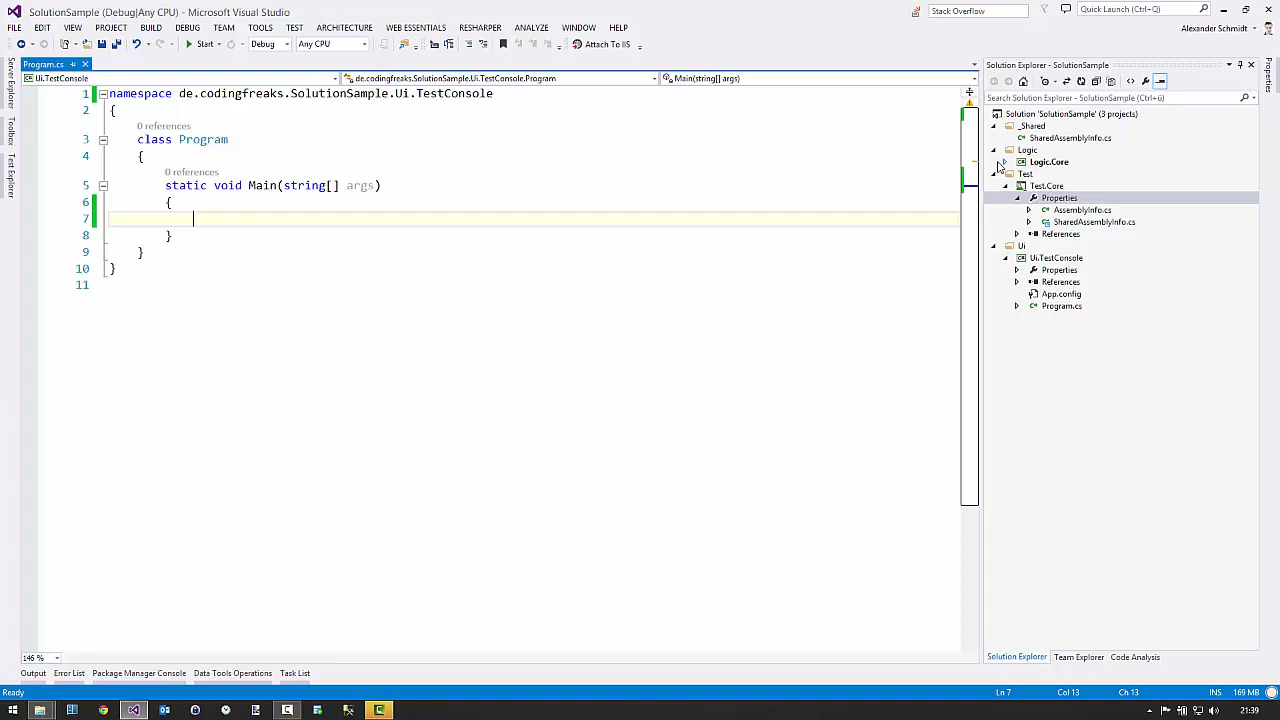 SolutionSample (Debug|Any CPU) - Microsoft Visual Studio
Stack Overflow
Quick Launch (Ctrl+Q)
FILE EDIT VIEW PROJECT BUILD DEBUG TEAM TOOLS TEST ARCHITECTURE WEB ESSENTIALS RESHARPER ANALYZE WINDOW HELP
Alexander Schmidt
Start Debug Any CPU Attach To IIS
Server Explorer
Toolbox
Test Explorer
Program.cs
Ui.TestConsole de.codingfreaks.SolutionSample.Ui.TestConsole.Program Main(string[] args)
1 namespace de.codingfreaks.SolutionSample.Ui.TestConsole
2 {
0 references
3 class Program
4 {
0 references
5 static void Main(string[] args)
6 {
7
8 }
9 }
10 }
11
146 %
Solution Explorer - SolutionSample
Search Solution Explorer - SolutionSample (Ctrl+ü)
Solution 'SolutionSample' (3 projects)
_Shared
SharedAssemblyInfo.cs
Logic
Logic.Core
Test
Test.Core
Properties
AssemblyInfo.cs
SharedAssemblyInfo.cs
References
Ui
Ui.TestConsole
Properties
References
App.config
Program.cs
Solution Explorer Team Explorer Code Analysis
Properties
Output Error List Package Manager Console Data Tools Operations Task List
Ready Ln 7 Col 13 Ch 13 INS 169 MB
21:39